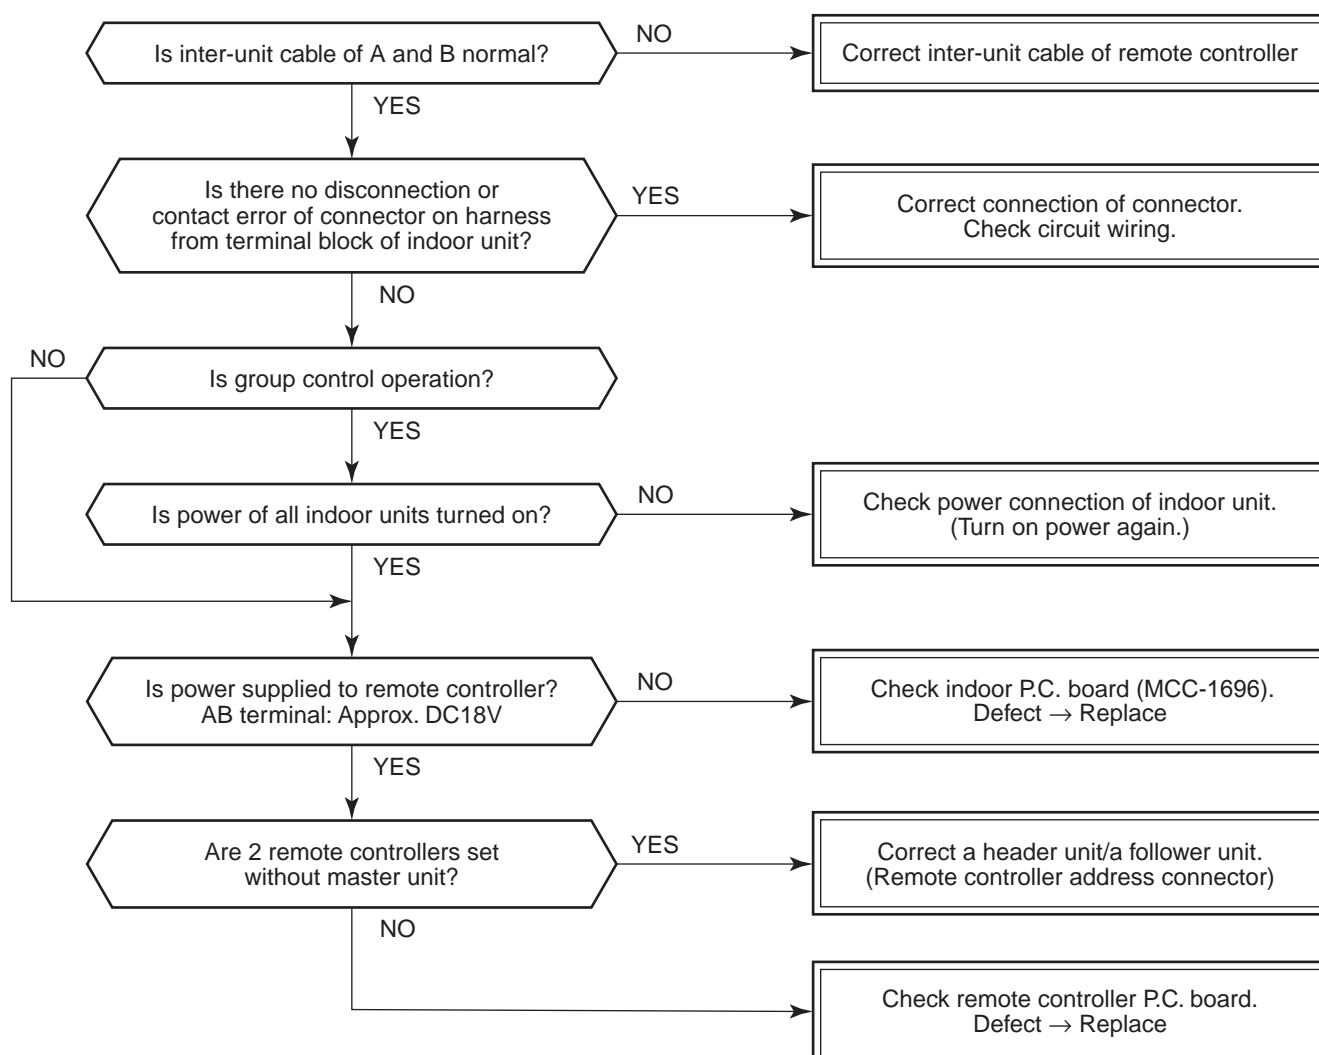 Is inter-unit cable of A and B normal?
NO
Correct inter-unit cable of remote controller
YES
Is there no disconnection or
contact error of connector on harness
from terminal block of indoor unit?
YES
Correct connection of connector.
Check circuit wiring.
NO
NO
Is group control operation?
YES
Is power of all indoor units turned on?
NO
Check power connection of indoor unit.
(Turn on power again.)
YES
Is power supplied to remote controller?
AB terminal: Approx. DC18V
NO
Check indoor P.C. board (MCC-1696).
Defect → Replace
YES
Are 2 remote controllers set
without master unit?
YES
Correct a header unit/a follower unit.
(Remote controller address connector)
NO
Check remote controller P.C. board.
Defect → Replace